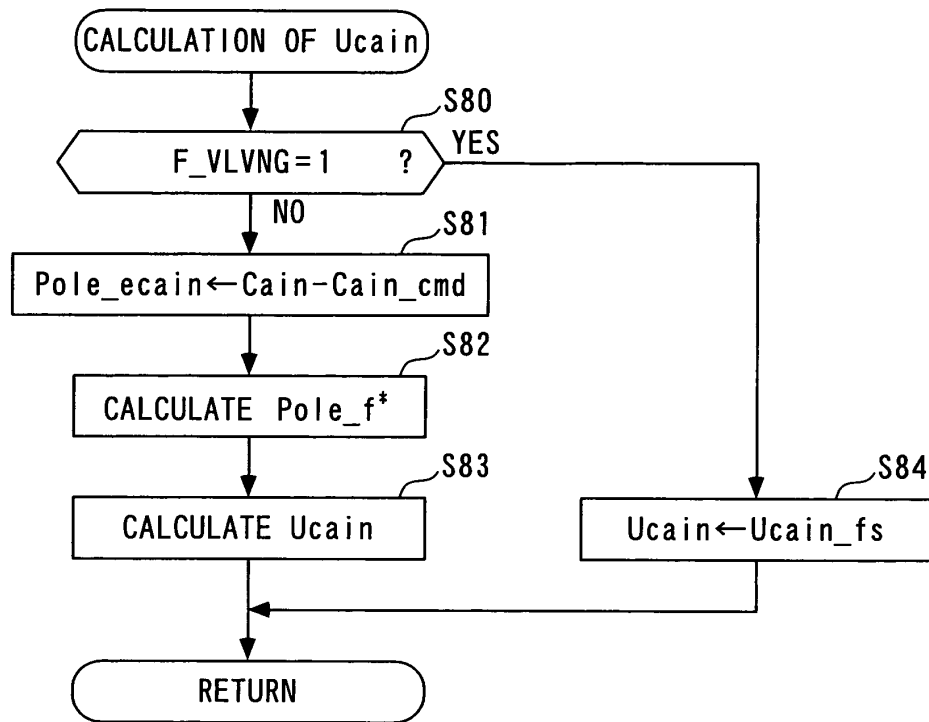 CALCULATION OF Ucain
S80
F_VLVNG=1 ?
YES
NO
S81
Pole_ecain←Cain-Cain_cmd
S82
CALCULATE Pole_f*
S83
CALCULATE Ucain
S84
Ucain←Ucain_fs
RETURN